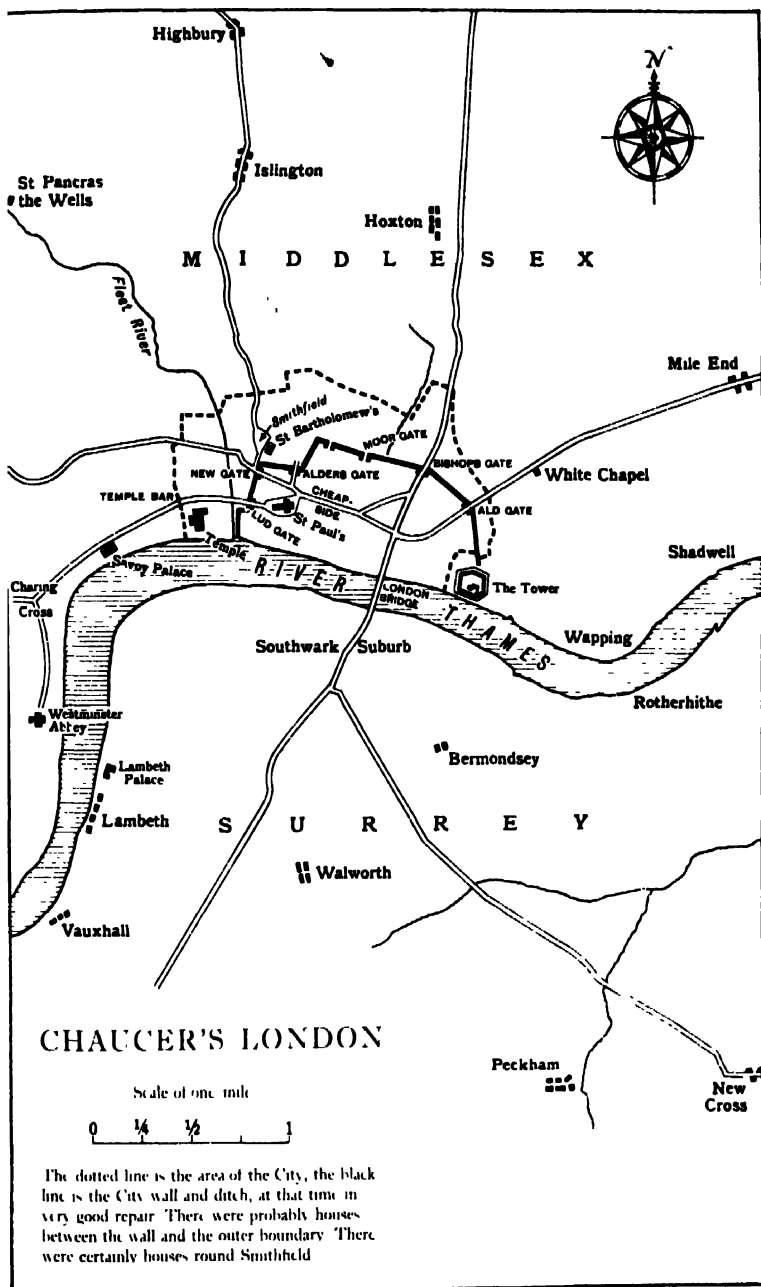 Highbury
N
Islington
St Pancras
the Wells
Hoxton
MIDDLESEX
Fleet River
Mile End
Smithfield
St Bartholomew's
MOOR GATE
NEW GATE
ALDERS GATE
BISHOPS GATE
White Chapel
TEMPLE BAR
CHEAP-
SIDE
ALD GATE
LUD GATE
St Paul's
Temple
Savoy Palace
Shadwell
RIVER
THAMES
LONDON
BRIDGE
The Tower
Charing
Cross
Wapping
Southwark Suburb
Rotherhithe
Westminster
Abbey
Bermondsey
Lambeth
Palace
Lambeth
SURREY
Walworth
Vauxhall
CHAUCER'S LONDON
Peckham
New
Cross
Scale of one mile
0 ¼ ½ 1
The dotted line is the area of the City, the black
line is the City wall and ditch, at that time in
very good repair There were probably houses
between the wall and the outer boundary There
were certainly houses round Smithfield